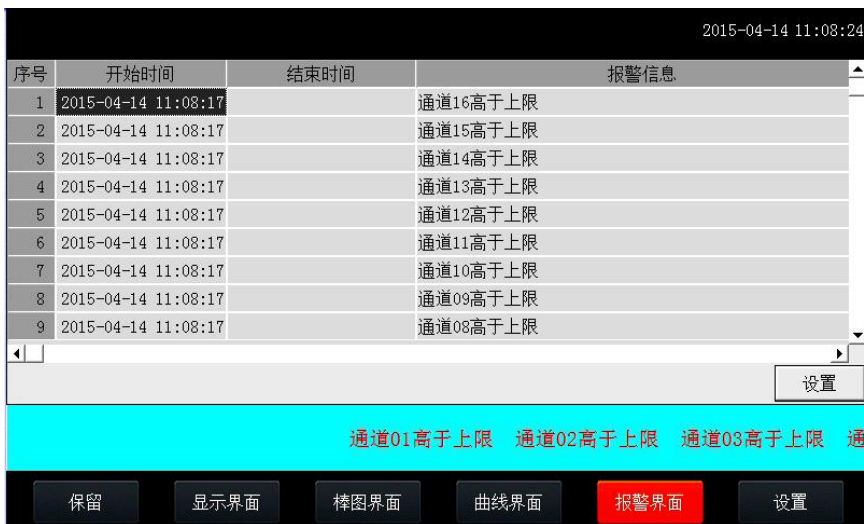 2015-04-14 11:08:24
序号 开始时间 结束时间 报警信息
1 2015-04-14 11:08:17 通道16高于上限
2 2015-04-14 11:08:17 通道15高于上限
3 2015-04-14 11:08:17 通道14高于上限
4 2015-04-14 11:08:17 通道13高于上限
5 2015-04-14 11:08:17 通道12高于上限
6 2015-04-14 11:08:17 通道11高于上限
7 2015-04-14 11:08:17 通道10高于上限
8 2015-04-14 11:08:17 通道09高于上限
9 2015-04-14 11:08:17 通道08高于上限
设置
通道01高于上限 通道02高于上限 通道03高于上限 通
保留 显示界面 棒图界面 曲线界面 报警界面 设置